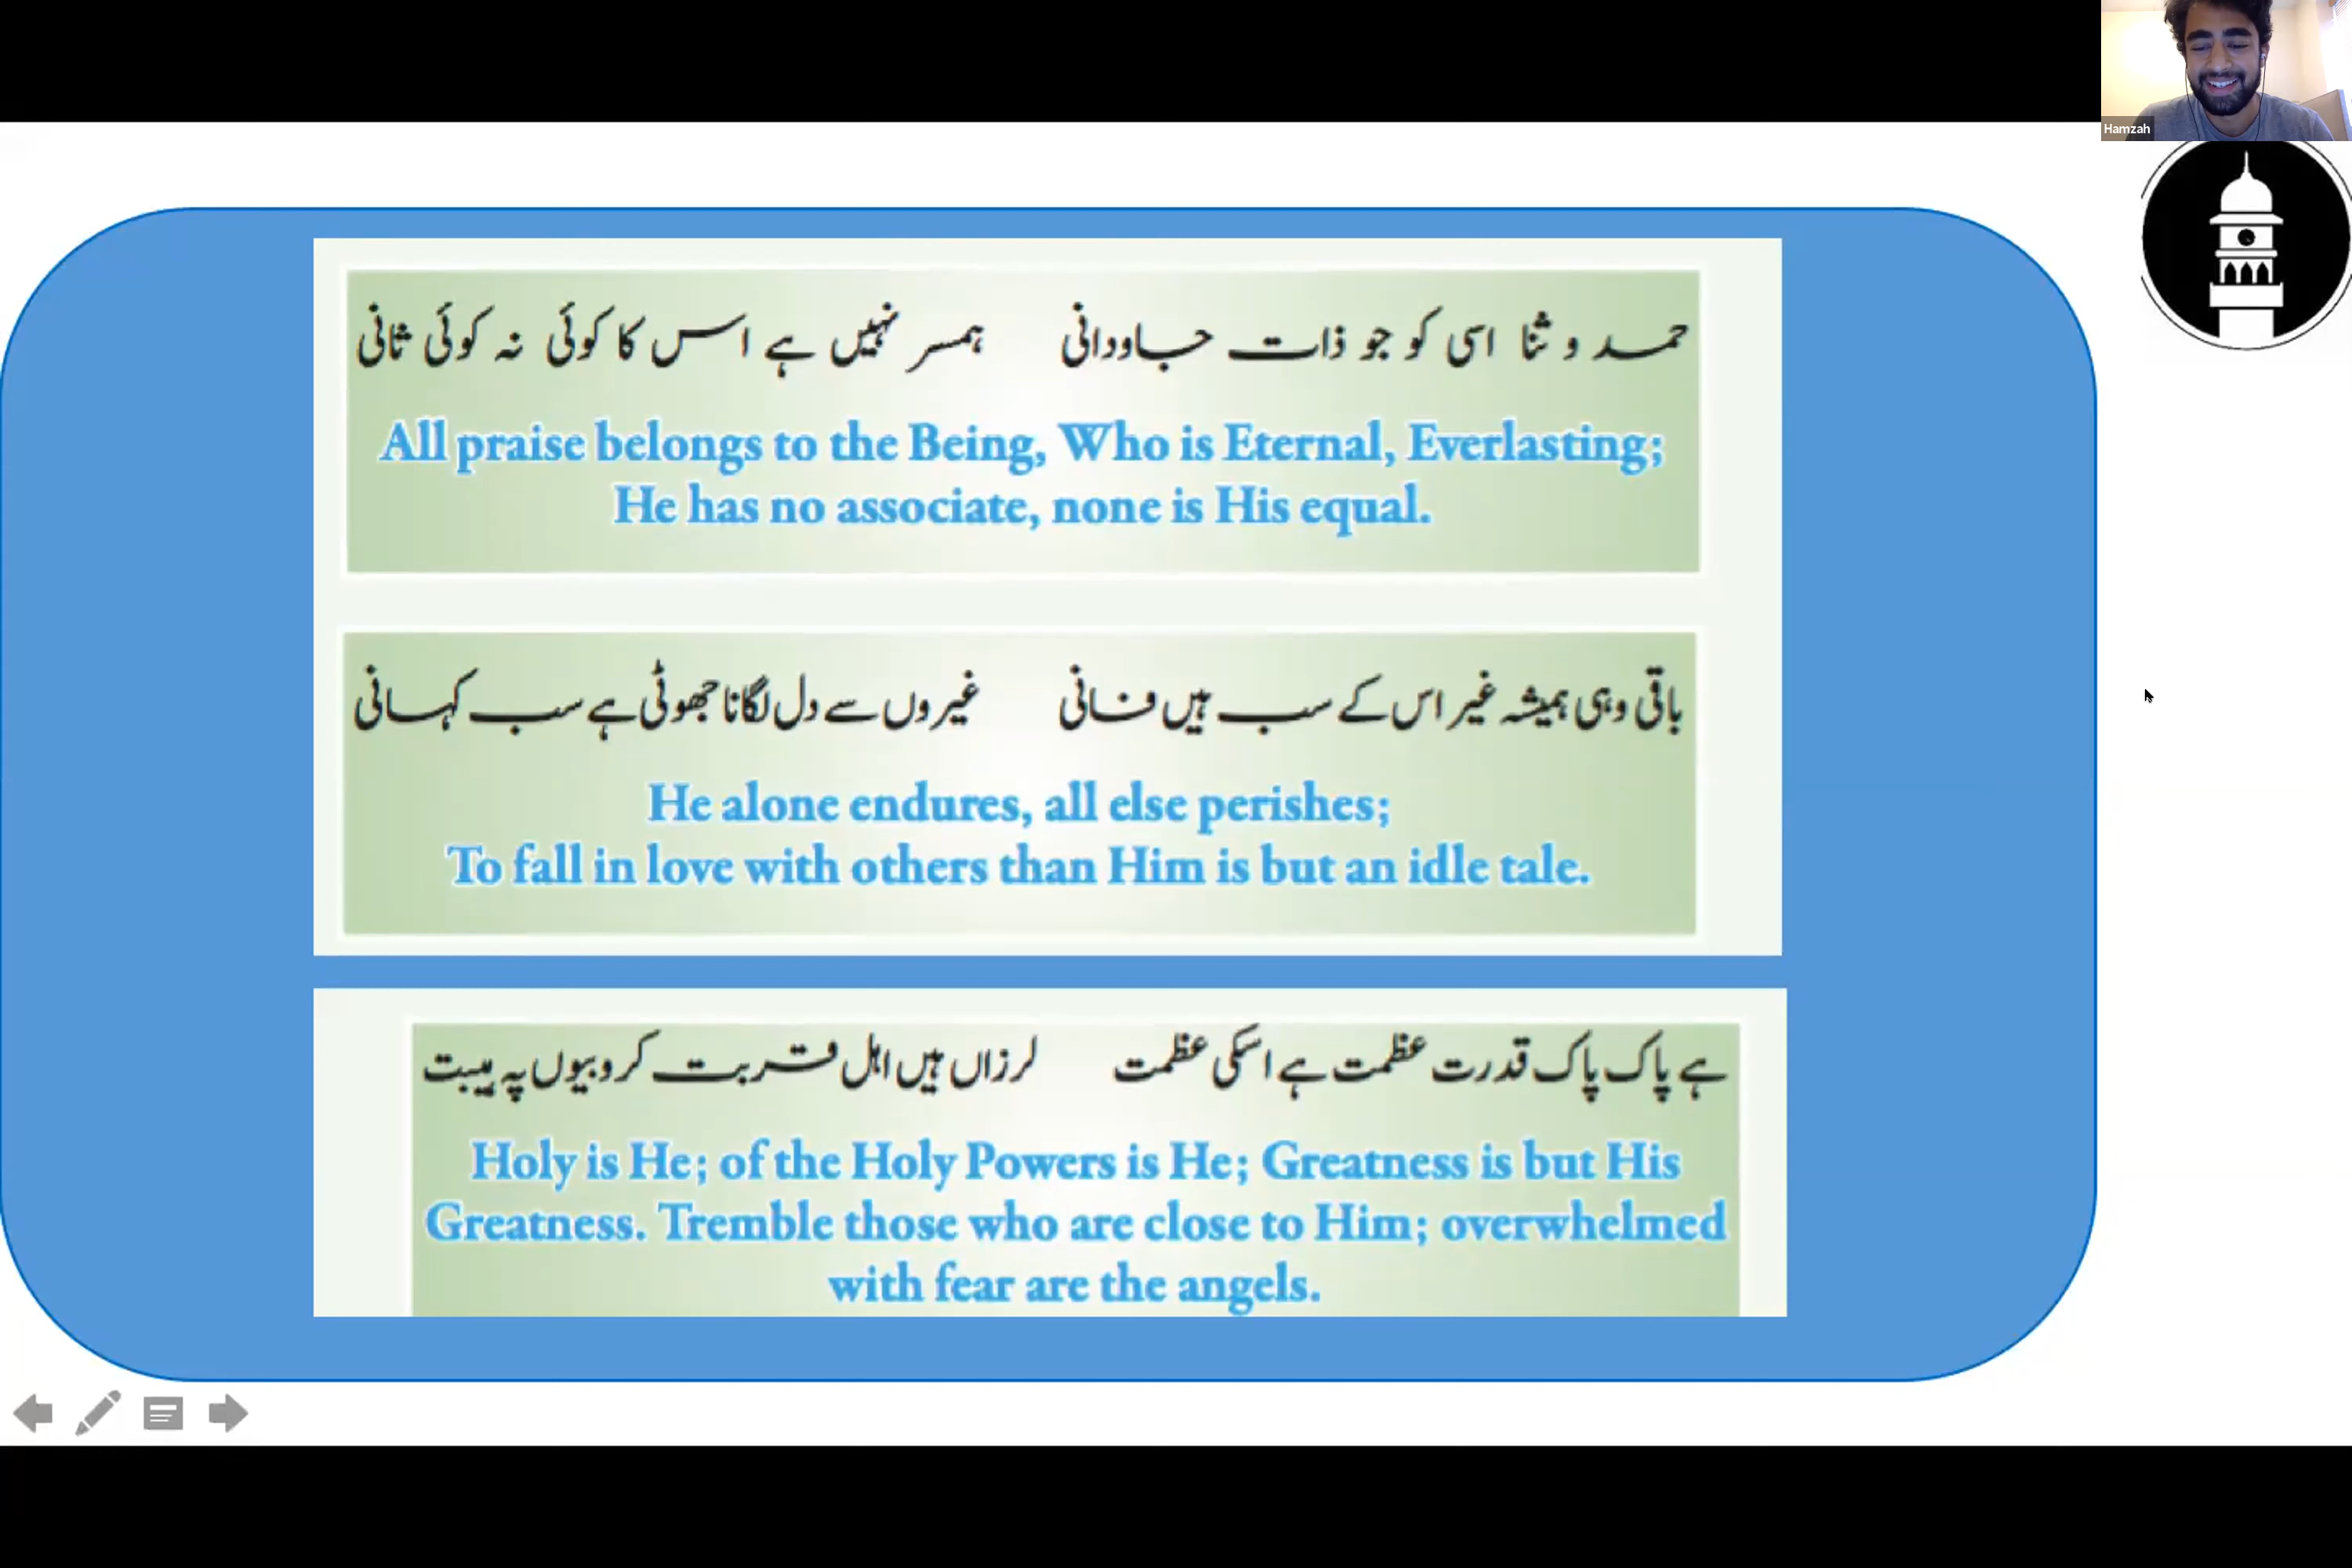 Hamzah
حمد و ثنا اسی کو جو ذات جاودانی ہمسر نہیں ہے اس کا کوئی نہ کوئی ثانی
All praise belongs to the Being, Who is Eternal, Everlasting;
He has no associate, none is His equal.
باقی وہی ہمیشہ غیر اس کے سب ہیں فانی غیروں سے دل لگانا جھوٹی ہے سب کہانی
He alone endures, all else perishes;
To fall in love with others than Him is but an idle tale.
ہے پاک پاک قدرت عظمت ہے اسکی عظمت لرزاں ہیں اہل قربت کروبیوں پہ ہیبت
Holy is He; of the Holy Powers is He; Greatness is but His
Greatness. Tremble those who are close to Him; overwhelmed
with fear are the angels.